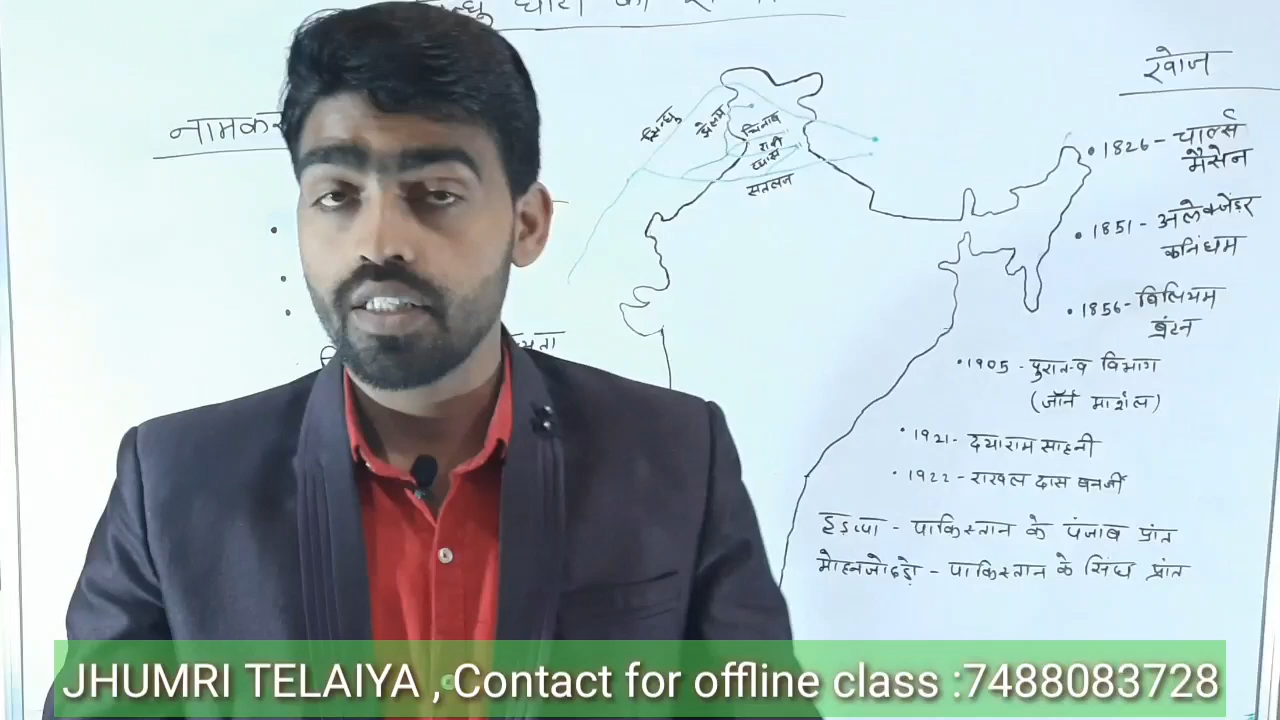 नामकर
सिन्धु
झेलम
चिनाब
रावी
व्यास
सतलज
खोज
• 1826 - चार्ल्स
मैसेन
• 1851 - अलेक्जेंडर
कनिंघम
• 1856 - विलियम
ब्रंटन
• 1905 - पुरातत्व विभाग
(जॉन मार्शल)
• 1921 - दयाराम साहनी
• 1922 - राखल दास बनर्जी
हड़प्पा - पाकिस्तान के पंजाब प्रांत
मोहनजोदड़ो - पाकिस्तान के सिंध प्रांत
JHUMRI TELAIYA , Contact for offline class :7488083728